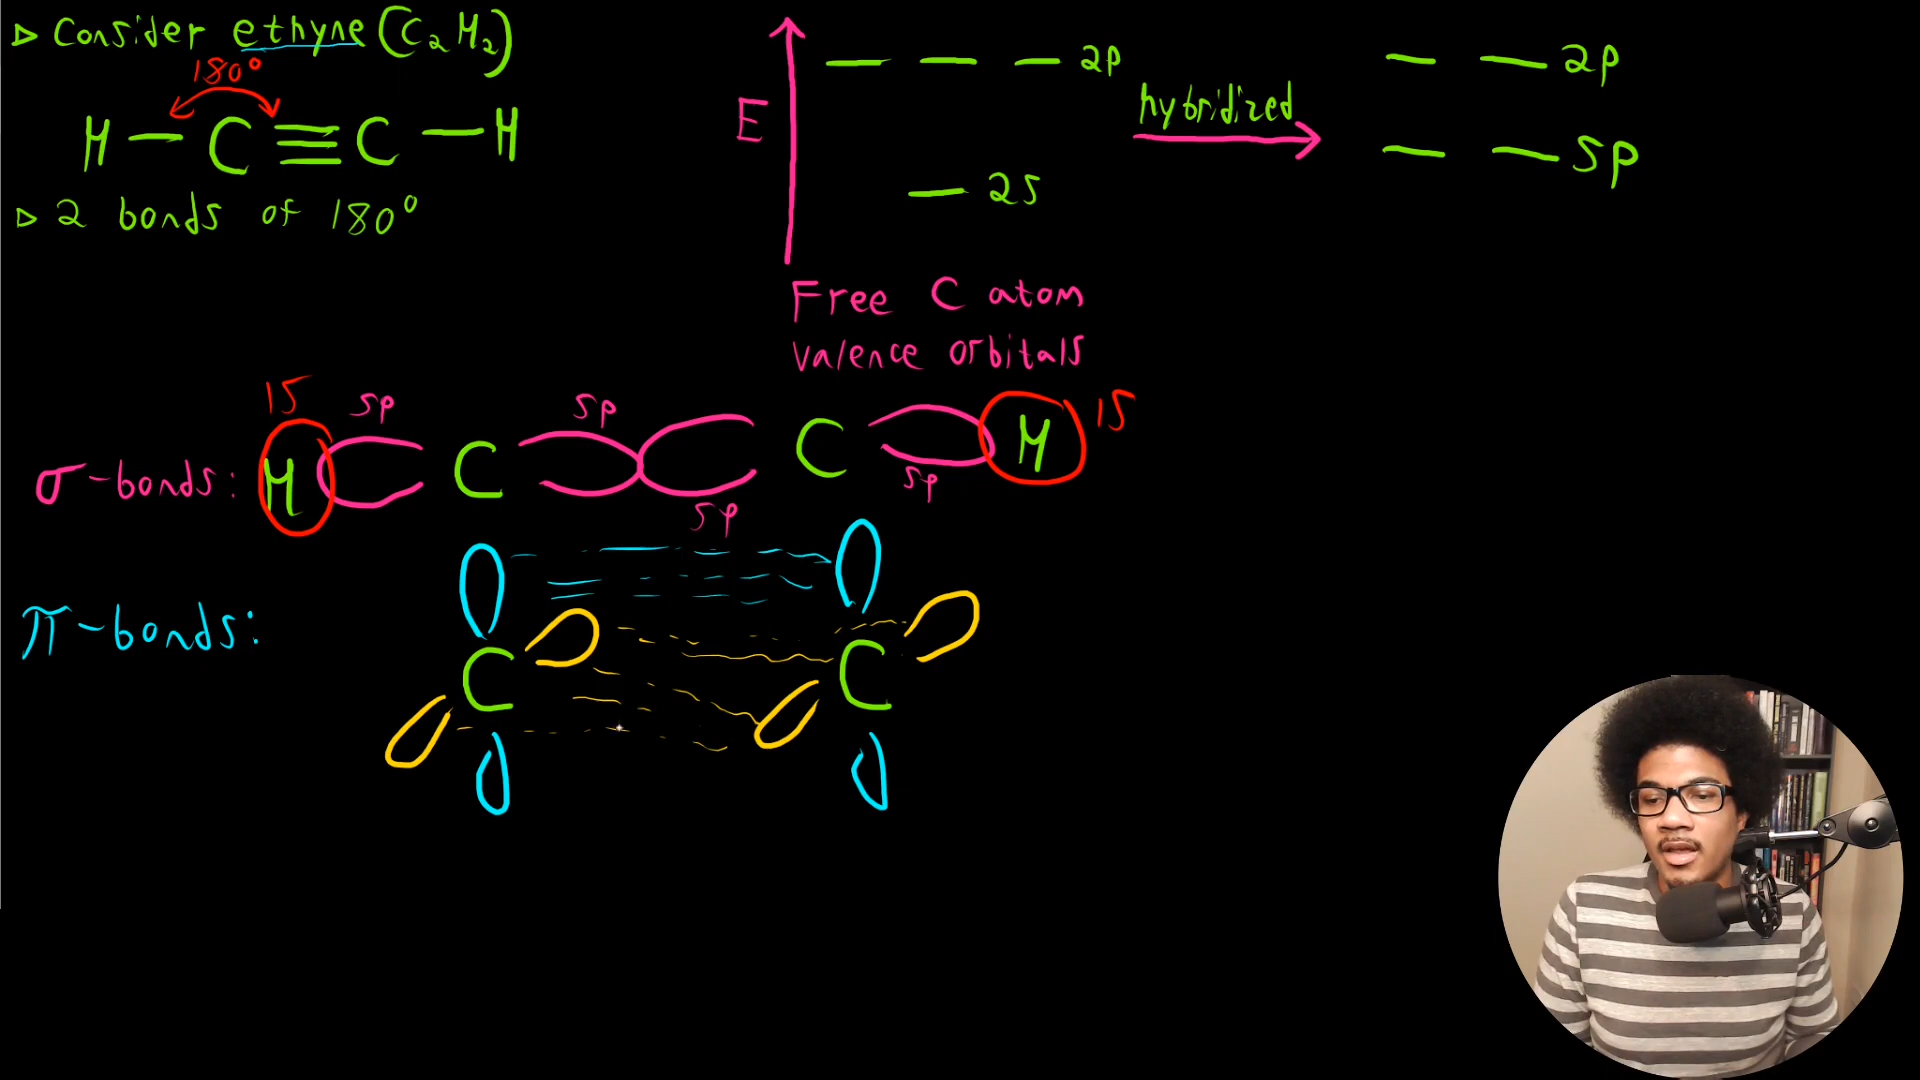 ▷ Consider ethyne (C₂H₂)
180°
H – C ≡ C – H
▷ 2 bonds of 180°
E
2p
2s
Free C atom
valence orbitals
hybridized
2p
sp
σ-bonds:
1s sp sp sp sp 1s
H C C H
π-bonds:
C C